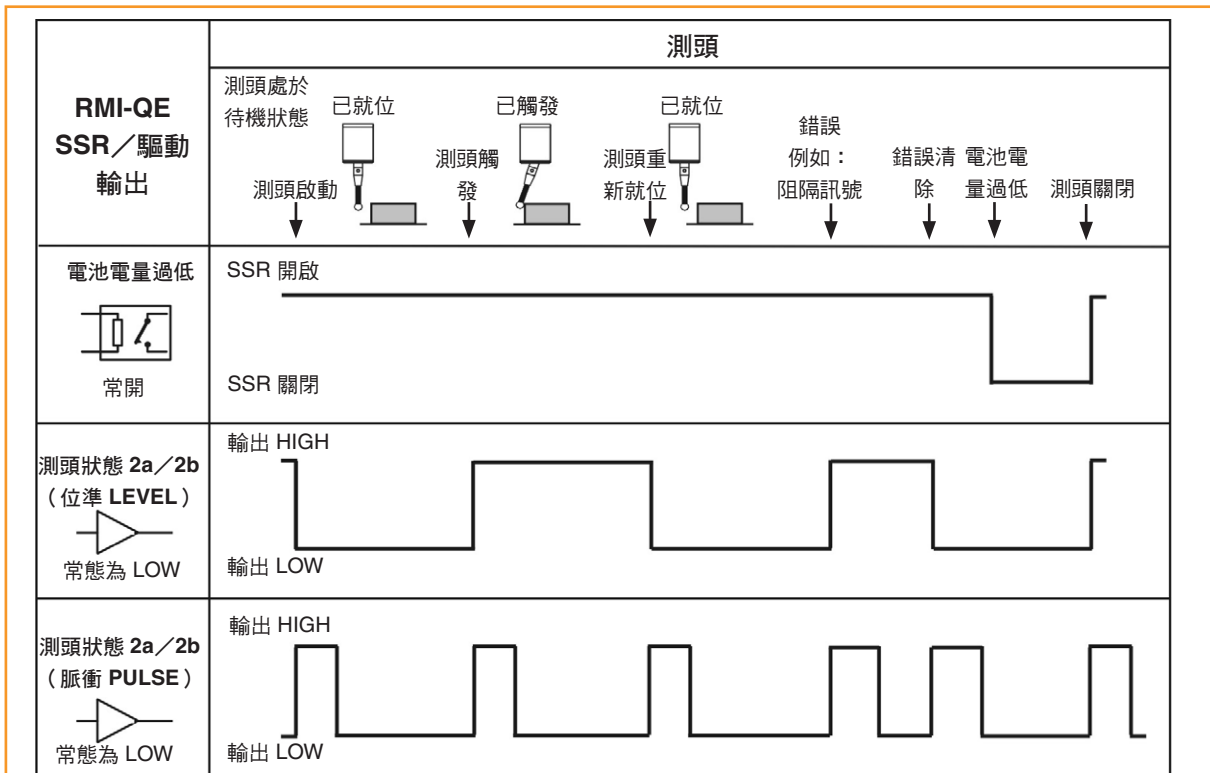 測頭
RMI-QE
SSR／驅動
輸出
測頭處於
待機狀態
測頭啟動
已就位
測頭觸
發
已觸發
測頭重
新就位
已就位
錯誤
例如：
阻隔訊號
錯誤清
除
電池電
量過低
測頭關閉
電池電量過低
常開
SSR 開啟
SSR 關閉
測頭狀態 2a／2b
（位準 LEVEL）
常態為 LOW
輸出 HIGH
輸出 LOW
測頭狀態 2a／2b
（脈衝 PULSE）
常態為 LOW
輸出 HIGH
輸出 LOW